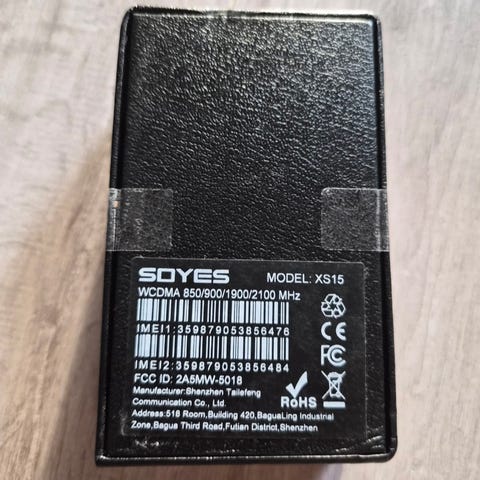 SOYES MODEL: XS15
WCDMA 850/900/1900/2100 MHz
IMEI1:359879053856476
IMEI2:359879053856484
FCC ID: 2A5MW-5018
Manufacturer:Shenzhen Tailefeng
Communication Co., Ltd.
Address:518 Room,Building 420,BaguaLing Industrial
Zone,Bagua Third Road,Futian District,Shenzhen
CE
RoHS